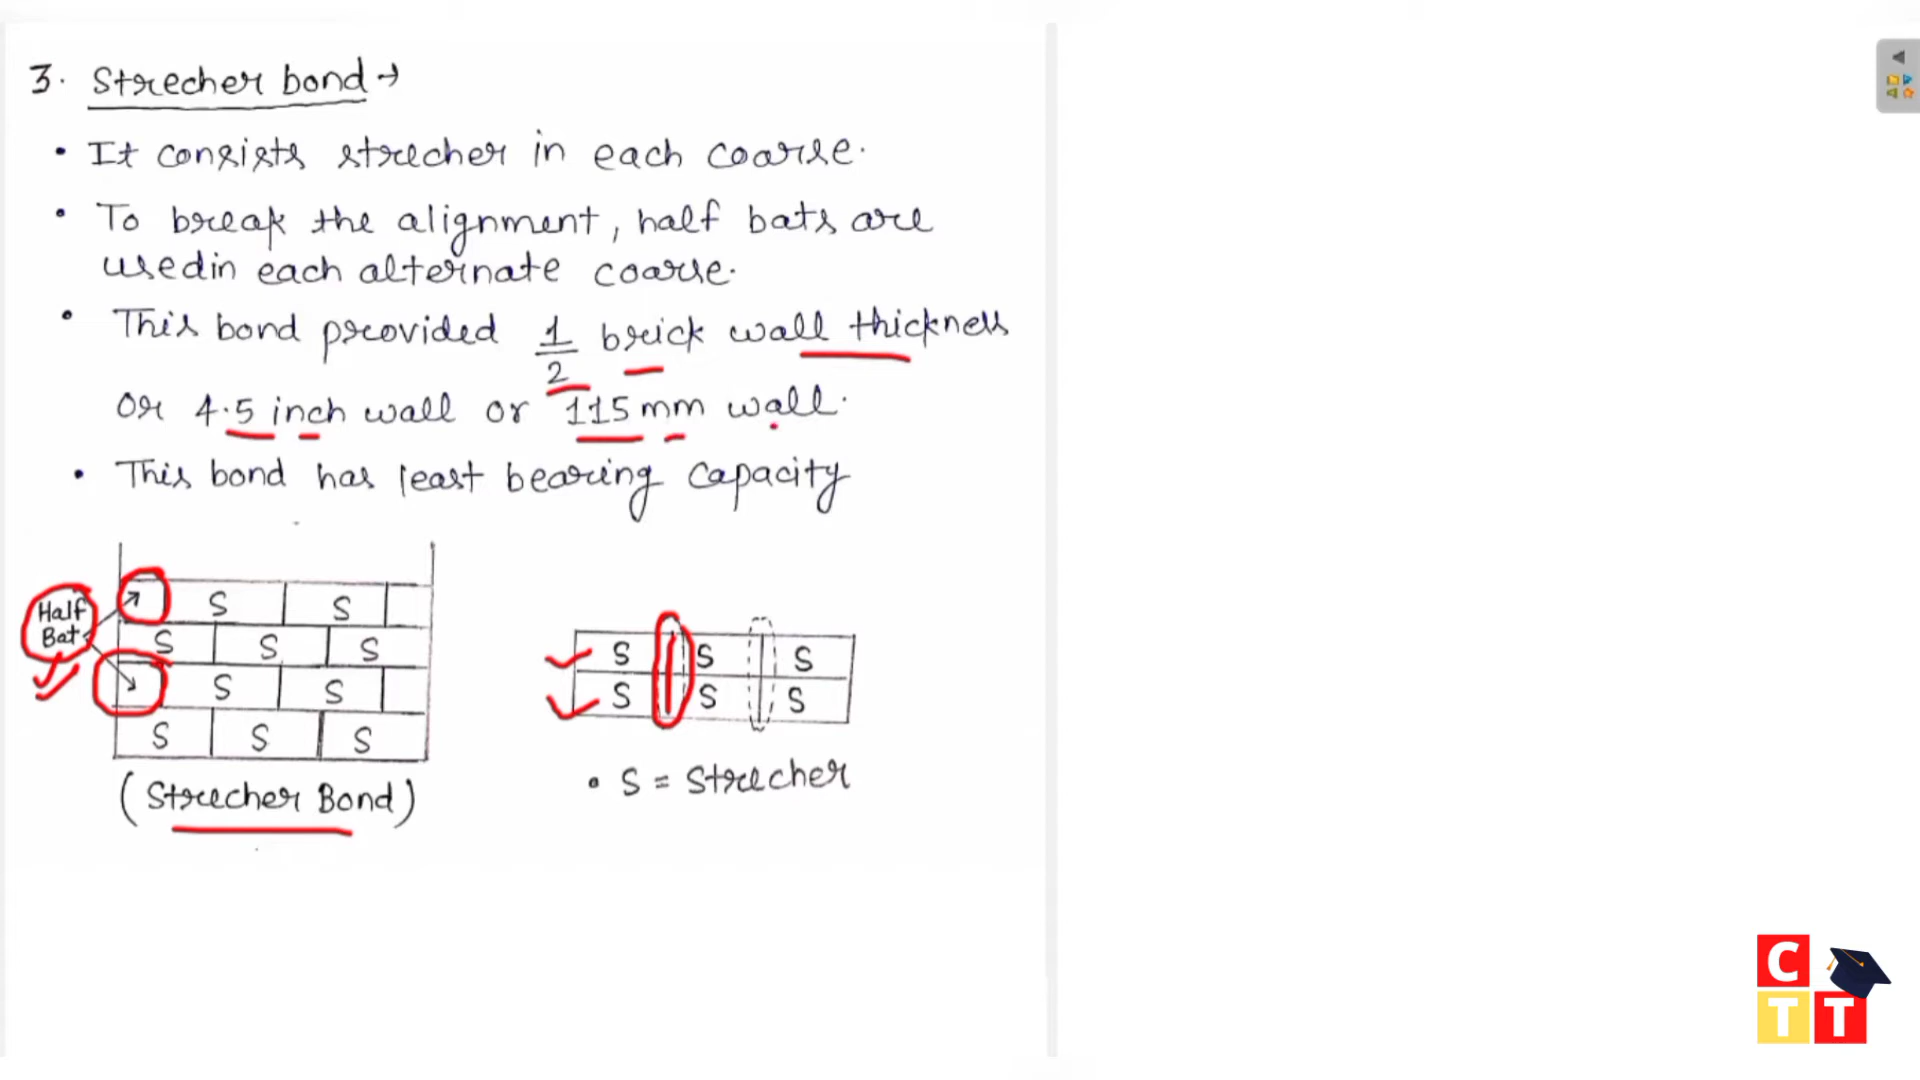 3. Strecher bond →
• It consists strecher in each coarse.
• To break the alignment, half bats are
used in each alternate coarse.
• This bond provided 1/2 brick wall thickness
or 4.5 inch wall or 115 mm wall.
• This bond has least bearing capacity
Half
Bat
S S
S S S
S S
S S S
(Strecher Bond)
S S S
S S S
• S = Strecher
C
T T